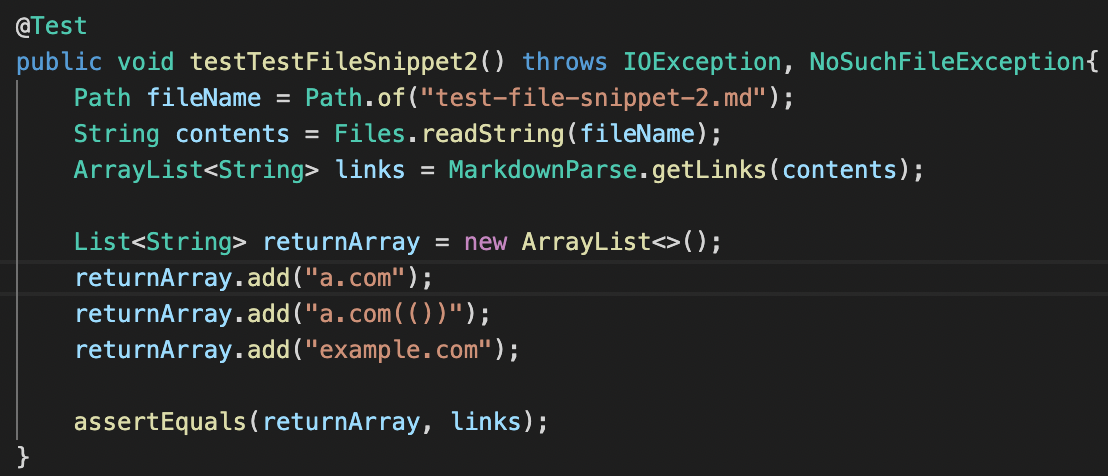 @Test
public void testTestFileSnippet2() throws IOException, NoSuchFileException{
    Path fileName = Path.of("test-file-snippet-2.md");
    String contents = Files.readString(fileName);
    ArrayList<String> links = MarkdownParse.getLinks(contents);

    List<String> returnArray = new ArrayList<>();
    returnArray.add("a.com");
    returnArray.add("a.com(())");
    returnArray.add("example.com");

    assertEquals(returnArray, links);
}